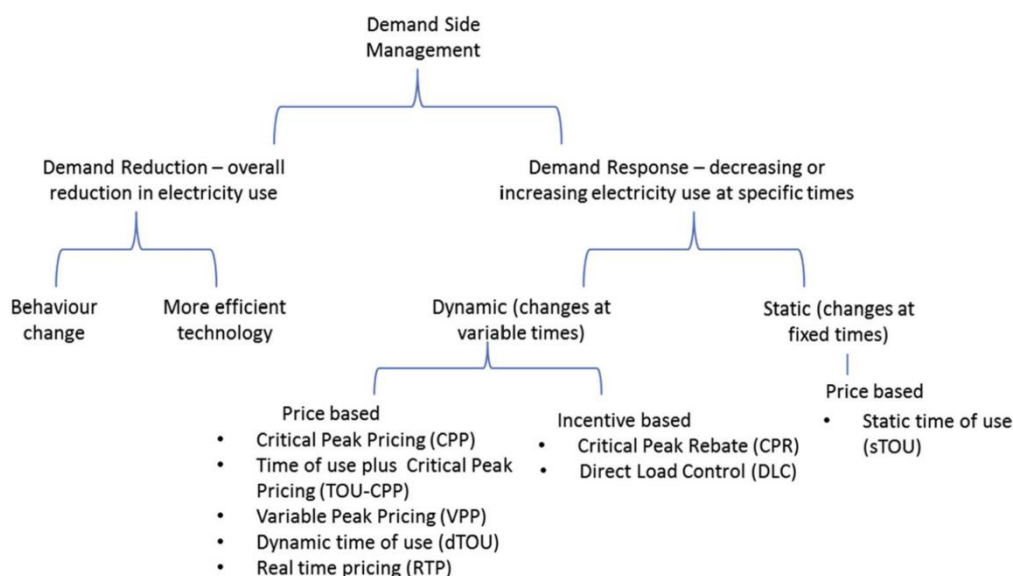 Demand Side
Management
Demand Reduction – overall
reduction in electricity use
Demand Response – decreasing or
increasing electricity use at specific times
Behaviour
change
More efficient
technology
Dynamic (changes at
variable times)
Static (changes at
fixed times)
Price based
• Critical Peak Pricing (CPP)
• Time of use plus Critical Peak
Pricing (TOU-CPP)
• Variable Peak Pricing (VPP)
• Dynamic time of use (dTOU)
• Real time pricing (RTP)
Incentive based
• Critical Peak Rebate (CPR)
• Direct Load Control (DLC)
Price based
• Static time of use
(sTOU)